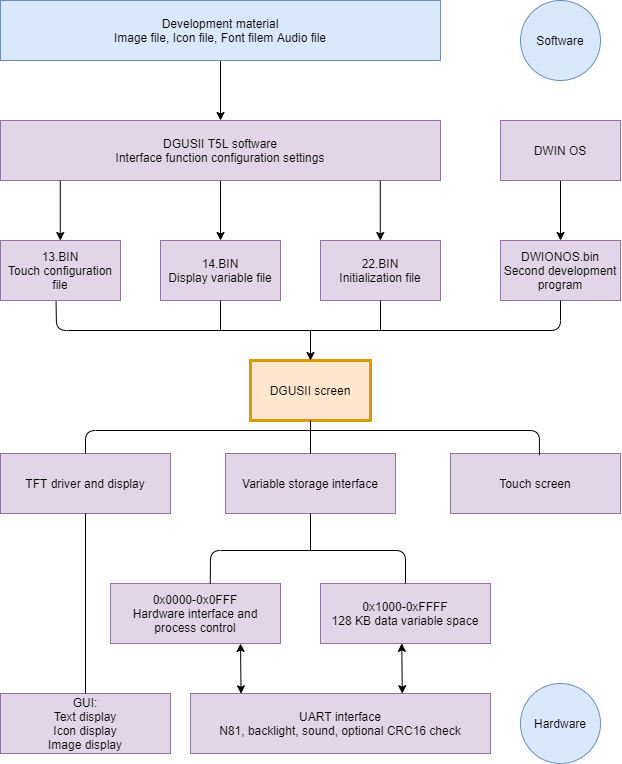 Development material
Image file, Icon file, Font filem Audio file
Software
DGUSII T5L software
Interface function configuration settings
DWIN OS
13.BIN
Touch configuration
file
14.BIN
Display variable file
22.BIN
Initialization file
DWIONOS.bin
Second development
program
DGUSII screen
TFT driver and display
Variable storage interface
Touch screen
0x0000-0x0FFF
Hardware interface and
process control
0x1000-0xFFFF
128 KB data variable space
GUI:
Text display
Icon display
Image display
UART interface
N81, backlight, sound, optional CRC16 check
Hardware